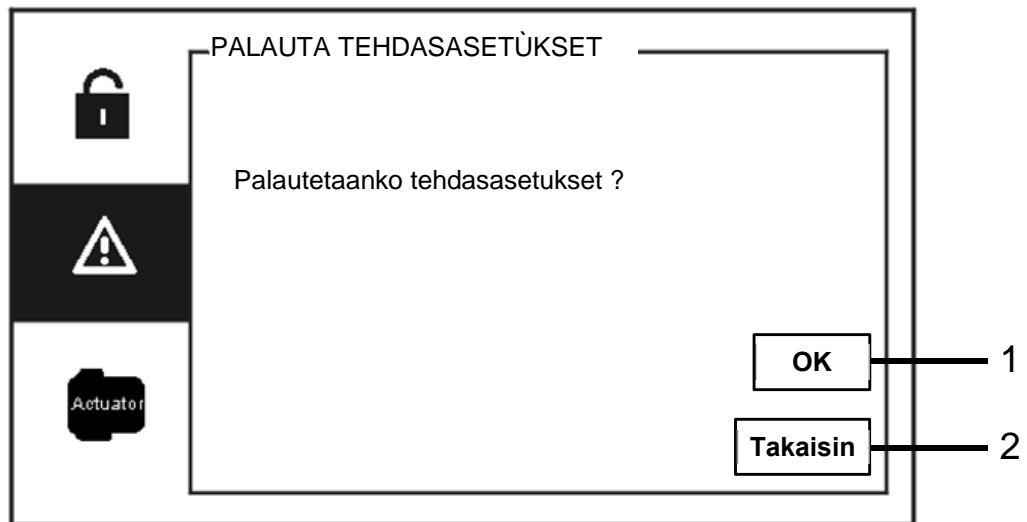 PALAUTA TEHDASASETÙKSET
Palautetaanko tehdasasetukset ?
OK
1
Actuator
Takaisin
2